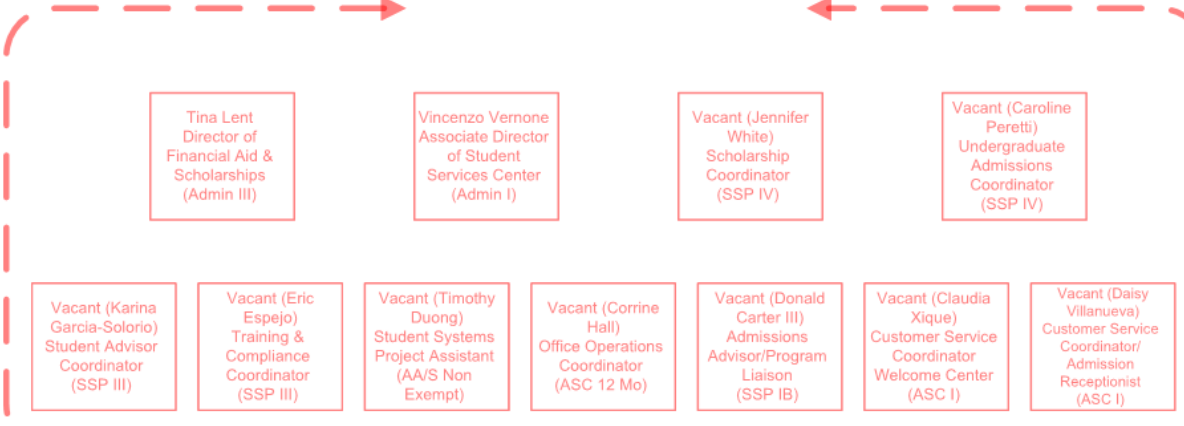 Tina Lent
Director of
Financial Aid &
Scholarships
(Admin III)
Vincenzo Vernone
Associate Director
of Student
Services Center
(Admin I)
Vacant (Jennifer
White)
Scholarship
Coordinator
(SSP IV)
Vacant (Caroline
Peretti)
Undergraduate
Admissions
Coordinator
(SSP IV)
Vacant (Karina
Garcia-Solorio)
Student Advisor
Coordinator
(SSP III)
Vacant (Eric
Espejo)
Training &
Compliance
Coordinator
(SSP III)
Vacant (Timothy
Duong)
Student Systems
Project Assistant
(AA/S Non
Exempt)
Vacant (Corrine
Hall)
Office Operations
Coordinator
(ASC 12 Mo)
Vacant (Donald
Carter III)
Admissions
Advisor/Program
Liaison
(SSP IB)
Vacant (Claudia
Xique)
Customer Service
Coordinator
Welcome Center
(ASC I)
Vacant (Daisy
Villanueva)
Customer Service
Coordinator/
Admission
Receptionist
(ASC I)